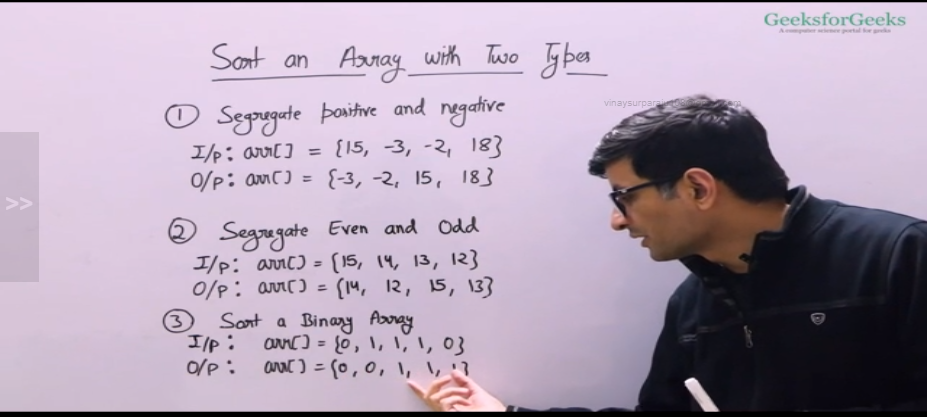 GeeksforGeeks
A computer science portal for geeks
Sort an Array with Two Types
① Segregate positive and negative
I/P: arr[] = {15, -3, -2, 18}
O/P: arr[] = {-3, -2, 15, 18}
② Segregate Even and Odd
I/P: arr[] = {15, 14, 13, 12}
O/P: arr[] = {14, 12, 15, 13}
③ Sort a Binary Array
I/P: arr[] = {0, 1, 1, 1, 0}
O/P: arr[] = {0, 0, 1, 1, 1}
>>